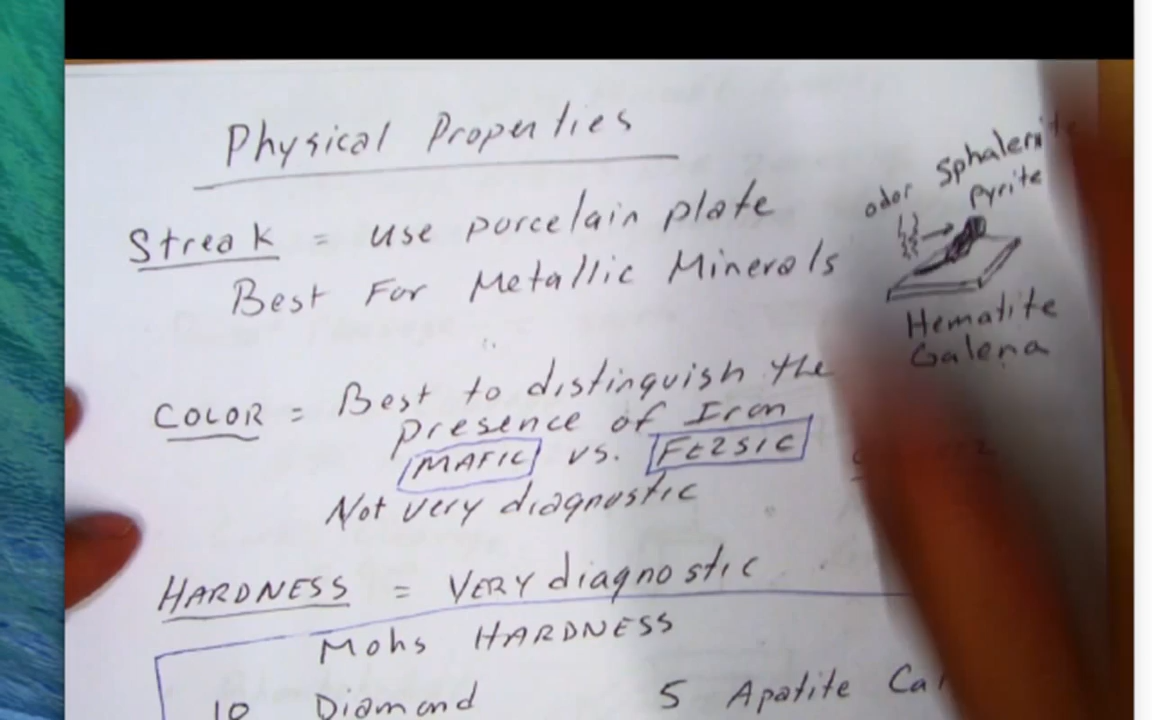 Physical Properties
Streak = use porcelain plate
Best For Metallic Minerals
odor Sphalerite
pyrite
Hematite
Galena
COLOR = Best to distinguish the
presence of Iron
MAFIC vs. FELSIC
Not very diagnostic
HARDNESS = VERY diagnostic
Mohs HARDNESS
10 Diamond 5 Apatite